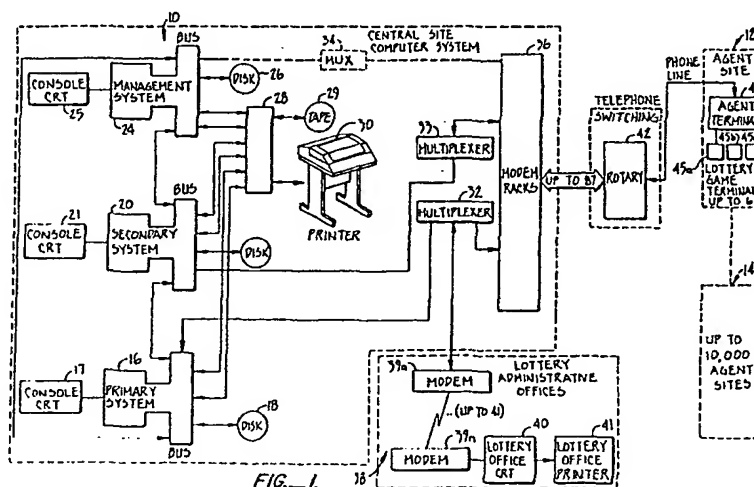 10
BUS
CENTRAL SITE
COMPUTER SYSTEM
34
MUX
36
CONSOLE
CRT
25
MANAGEMENT
SYSTEM
24
DISK
26
28
29
TAPE
30
PRINTER
33
MULTIPLEXER
32
MULTIPLEXER
MODEM
RACKS
UP TO 87
TELEPHONE
SWITCHING
42
ROTARY
PHONE
LINE
12
AGENT
SITE
AGENT
TERMINAL
45a
45b
LOTTERY
GAME
TERMINAL
UP TO 6
14
UP TO
10,000
AGENT
SITES
BUS
21
CONSOLE
CRT
20
SECONDARY
SYSTEM
DISK
17
CONSOLE
CRT
16
PRIMARY
SYSTEM
DISK
18
BUS
39a
MODEM
LOTTERY
ADMINISTRATIVE
OFFICES
(UP TO 41)
39n
MODEM
38
40
LOTTERY
OFFICE
CRT
41
LOTTERY
OFFICE
PRINTER
FIG.—1.